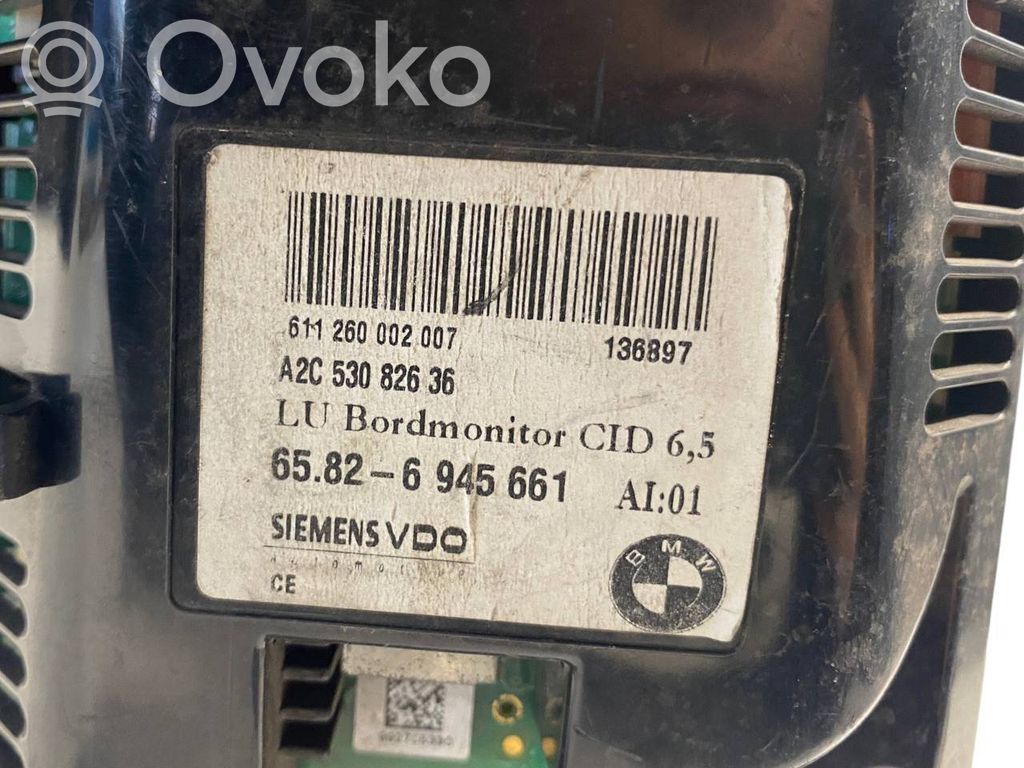 Ovoko
611 260 002 007 136897
A2C 530 826 36
LU Bordmonitor CID 6,5
65.82-6 945 661 AI:01
SIEMENS VDO
automotive
BMW
CE